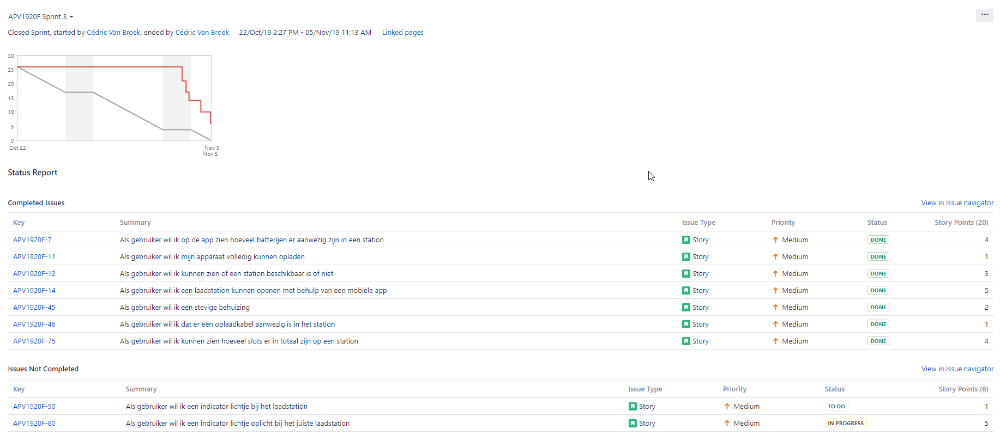 APV1920F Sprint 3
Closed Sprint, started by Cédric Van Broek, ended by Cédric Van Broek 22/Oct/19 2:27 PM - 05/Nov/19 11:13 AM Linked pages
30
25
20
15
10
5
0
Oct 22 Nov 5
Nov 5
Status Report
Completed Issues View in Issue navigator
Key Summary Issue Type Priority Status Story Points (20)
APV1920F-7 Als gebruiker wil ik op de app zien hoeveel batterijen er aanwezig zijn in een station Story Medium DONE 4
APV1920F-11 Als gebruiker wil ik mijn apparaat volledig kunnen opladen Story Medium DONE 1
APV1920F-12 Als gebruiker wil ik kunnen zien of een station beschikbaar is of niet Story Medium DONE 3
APV1920F-14 Als gebruiker wil ik een laadstation kunnen openen met behulp van een mobiele app Story Medium DONE 5
APV1920F-45 Als gebruiker wil ik een stevige behuizing Story Medium DONE 2
APV1920F-46 Als gebruiker wil ik dat er een oplaadkabel aanwezig is in het station Story Medium DONE 1
APV1920F-75 Als gebruiker wil ik kunnen zien hoeveel slots er in totaal zijn op een station Story Medium DONE 4
Issues Not Completed View in Issue navigator
Key Summary Issue Type Priority Status Story Points (6)
APV1920F-50 Als gebruiker wil ik een indicator lichtje bij het laadstation Story Medium TO DO 1
APV1920F-80 Als gebruiker wil ik een indicator lichtje oplicht bij het juiste laadstation Story Medium IN PROGRESS 5